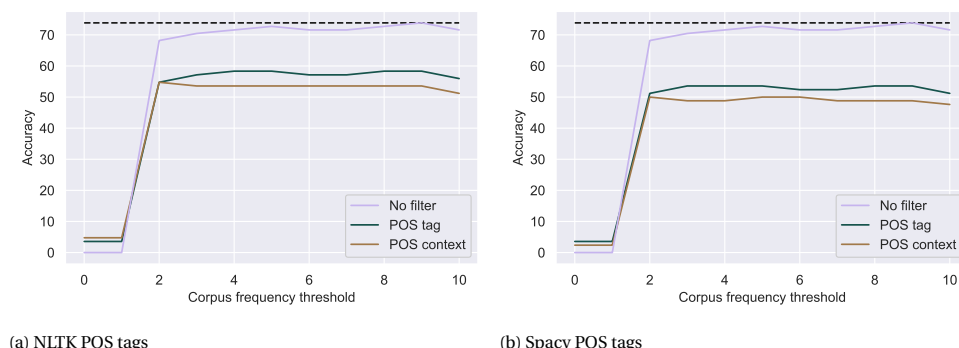 70
60
50
40
30
20
10
0
Accuracy
No filter
POS tag
POS context
0 2 4 6 8 10
Corpus frequency threshold
(a) NLTK POS tags
70
60
50
40
30
20
10
0
Accuracy
No filter
POS tag
POS context
0 2 4 6 8 10
Corpus frequency threshold
(b) Spacy POS tags